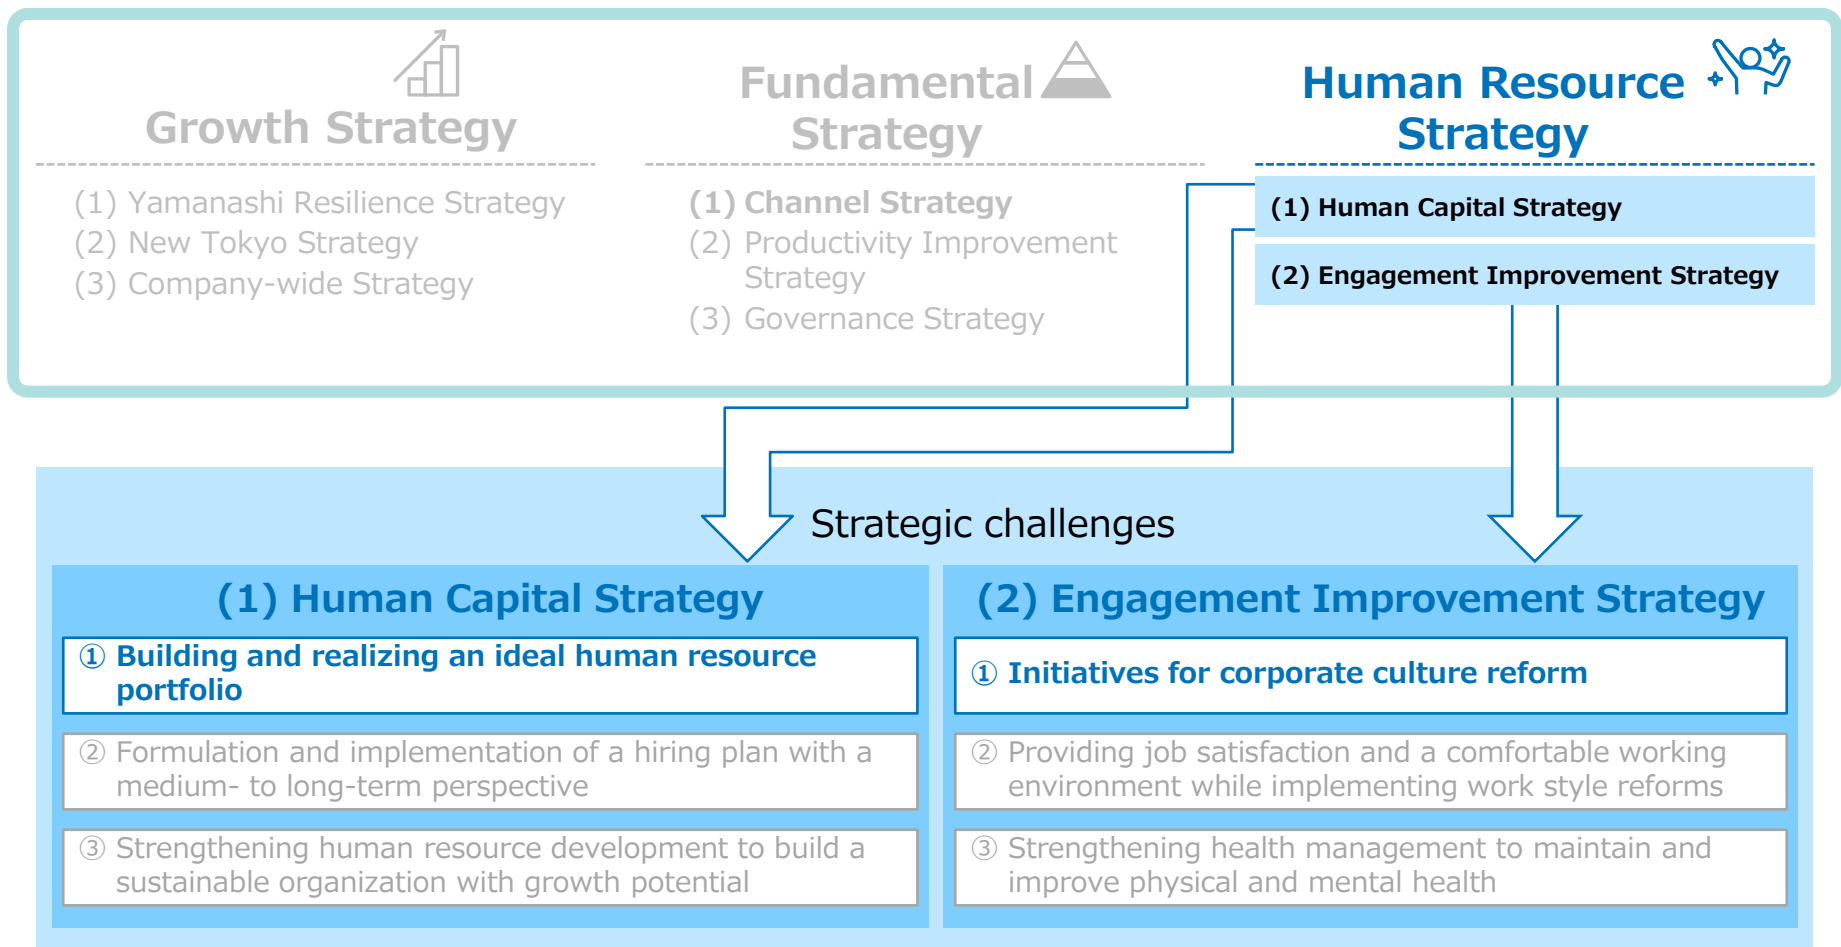 Growth Strategy
(1) Yamanashi Resilience Strategy
(2) New Tokyo Strategy
(3) Company-wide Strategy
Fundamental
Strategy
(1) Channel Strategy
(2) Productivity Improvement
Strategy
(3) Governance Strategy
Human Resource
Strategy
(1) Human Capital Strategy
(2) Engagement Improvement Strategy
Strategic challenges
(1) Human Capital Strategy
① Building and realizing an ideal human resource
portfolio
② Formulation and implementation of a hiring plan with a
medium- to long-term perspective
③ Strengthening human resource development to build a
sustainable organization with growth potential
(2) Engagement Improvement Strategy
① Initiatives for corporate culture reform
② Providing job satisfaction and a comfortable working
environment while implementing work style reforms
③ Strengthening health management to maintain and
improve physical and mental health